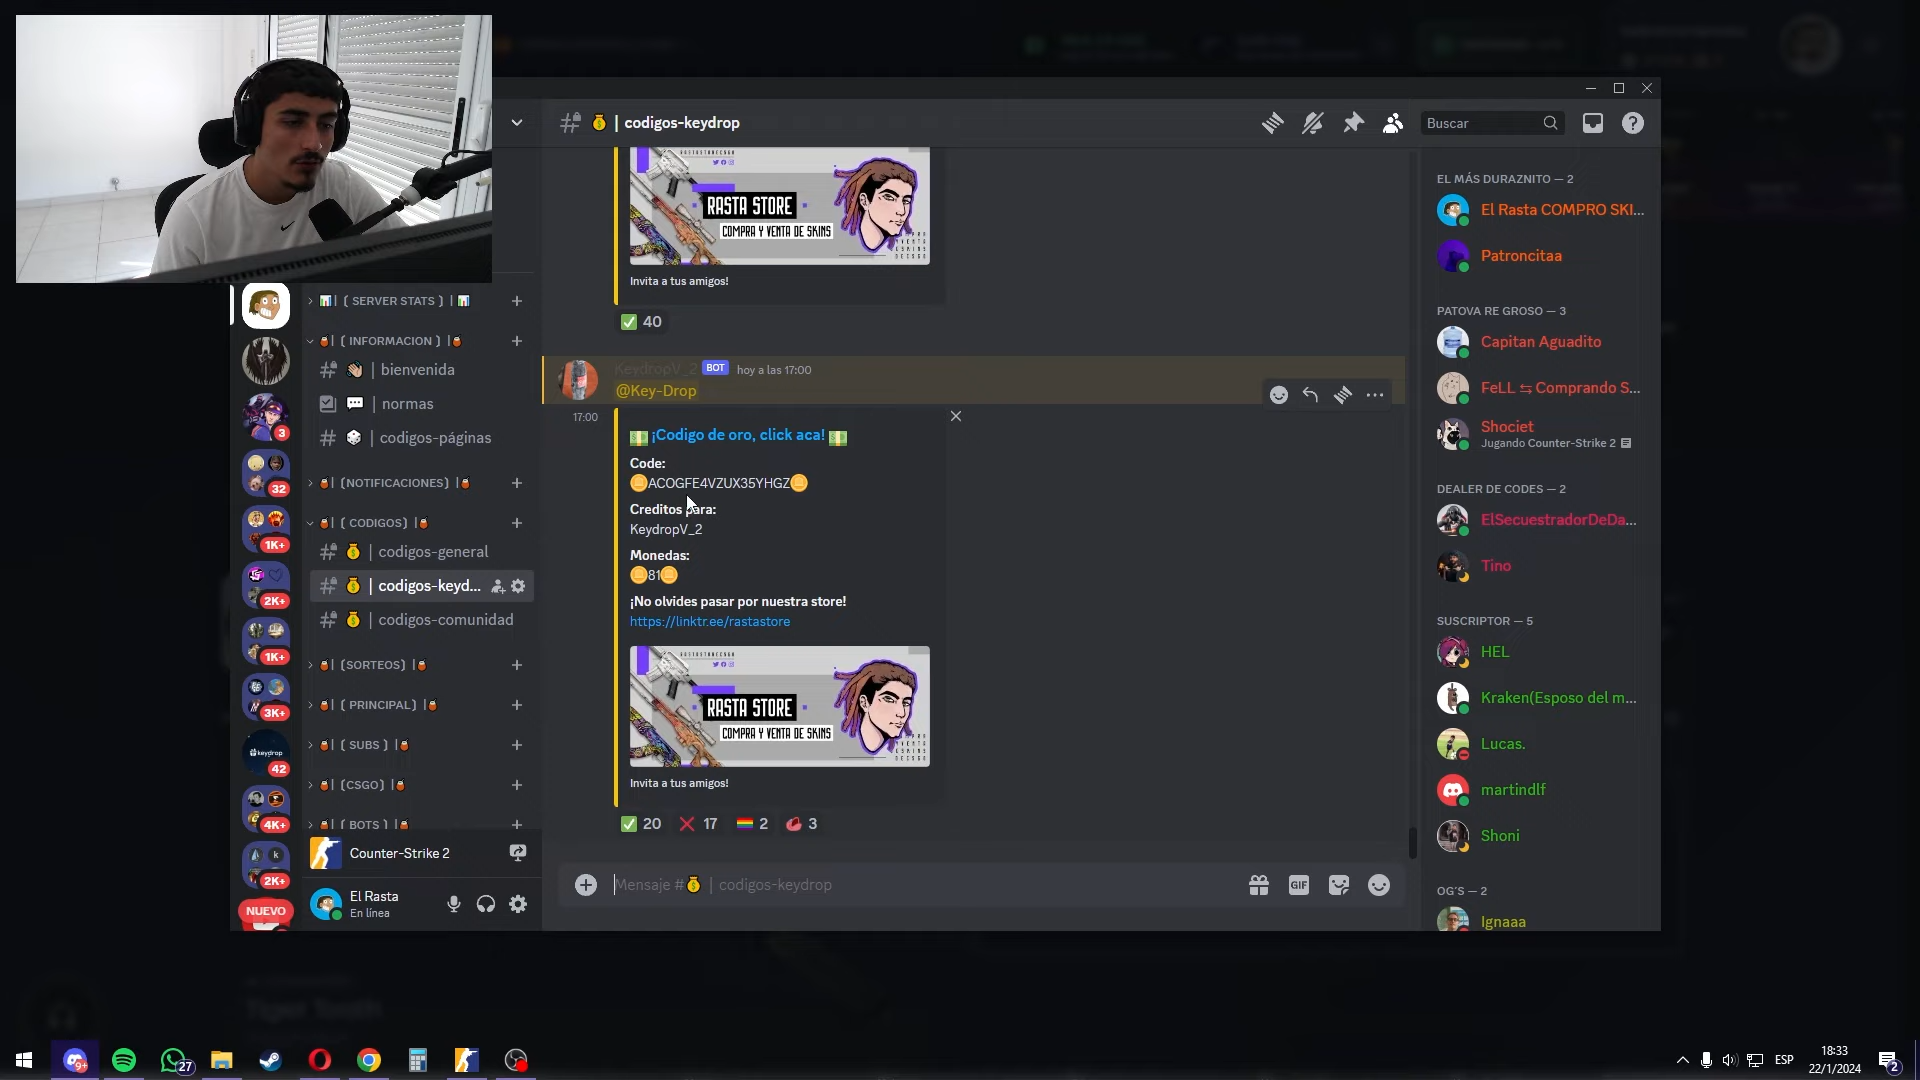 | codigos-keydrop
Buscar
RASTA STORE
COMPRA Y VENTA DE SKINS
Invita a tus amigos!
40
KeydropV_2 BOT hoy a las 17:00
@Key-Drop
17:00
¡Codigo de oro, click aca!
Code:
ACOGFE4VZUX35YHGZ
Creditos para:
KeydropV_2
Monedas:
81
¡No olvides pasar por nuestra store!
https://linktr.ee/rastastore
RASTA STORE
COMPRA Y VENTA DE SKINS
Invita a tus amigos!
20 17 2 3
Mensaje # | codigos-keydrop
GIF
| ( SERVER STATS ) |
| ( INFORMACION ) |
| bienvenida
| normas
| codigos-páginas
| (NOTIFICACIONES) |
| ( CODIGOS) |
| codigos-general
| codigos-keyd...
| codigos-comunidad
| (SORTEOS) |
| ( PRINCIPAL) |
| ( SUBS ) |
| (CSGO) |
| ( BOTS ) |
3
32
1K+
2K+
1K+
3K+
keydrop
42
4K+
k
2K+
NUEVO
Counter-Strike 2
El Rasta
En línea
EL MÁS DURAZNITO — 2
El Rasta COMPRO SKI...
Patroncitaa
PATOVA RE GROSO — 3
Capitan Aguadito
FeLL ⇆ Comprando S...
Shociet
Jugando Counter-Strike 2
DEALER DE CODES — 2
ElSecuestradorDeDa...
Tino
SUSCRIPTOR — 5
HEL
Kraken(Esposo del m...
Lucas.
martindlf
Shoni
OG'S — 2
Ignaaa
Tiger Tooth
9+
27
ESP
18:33
22/1/2024
2